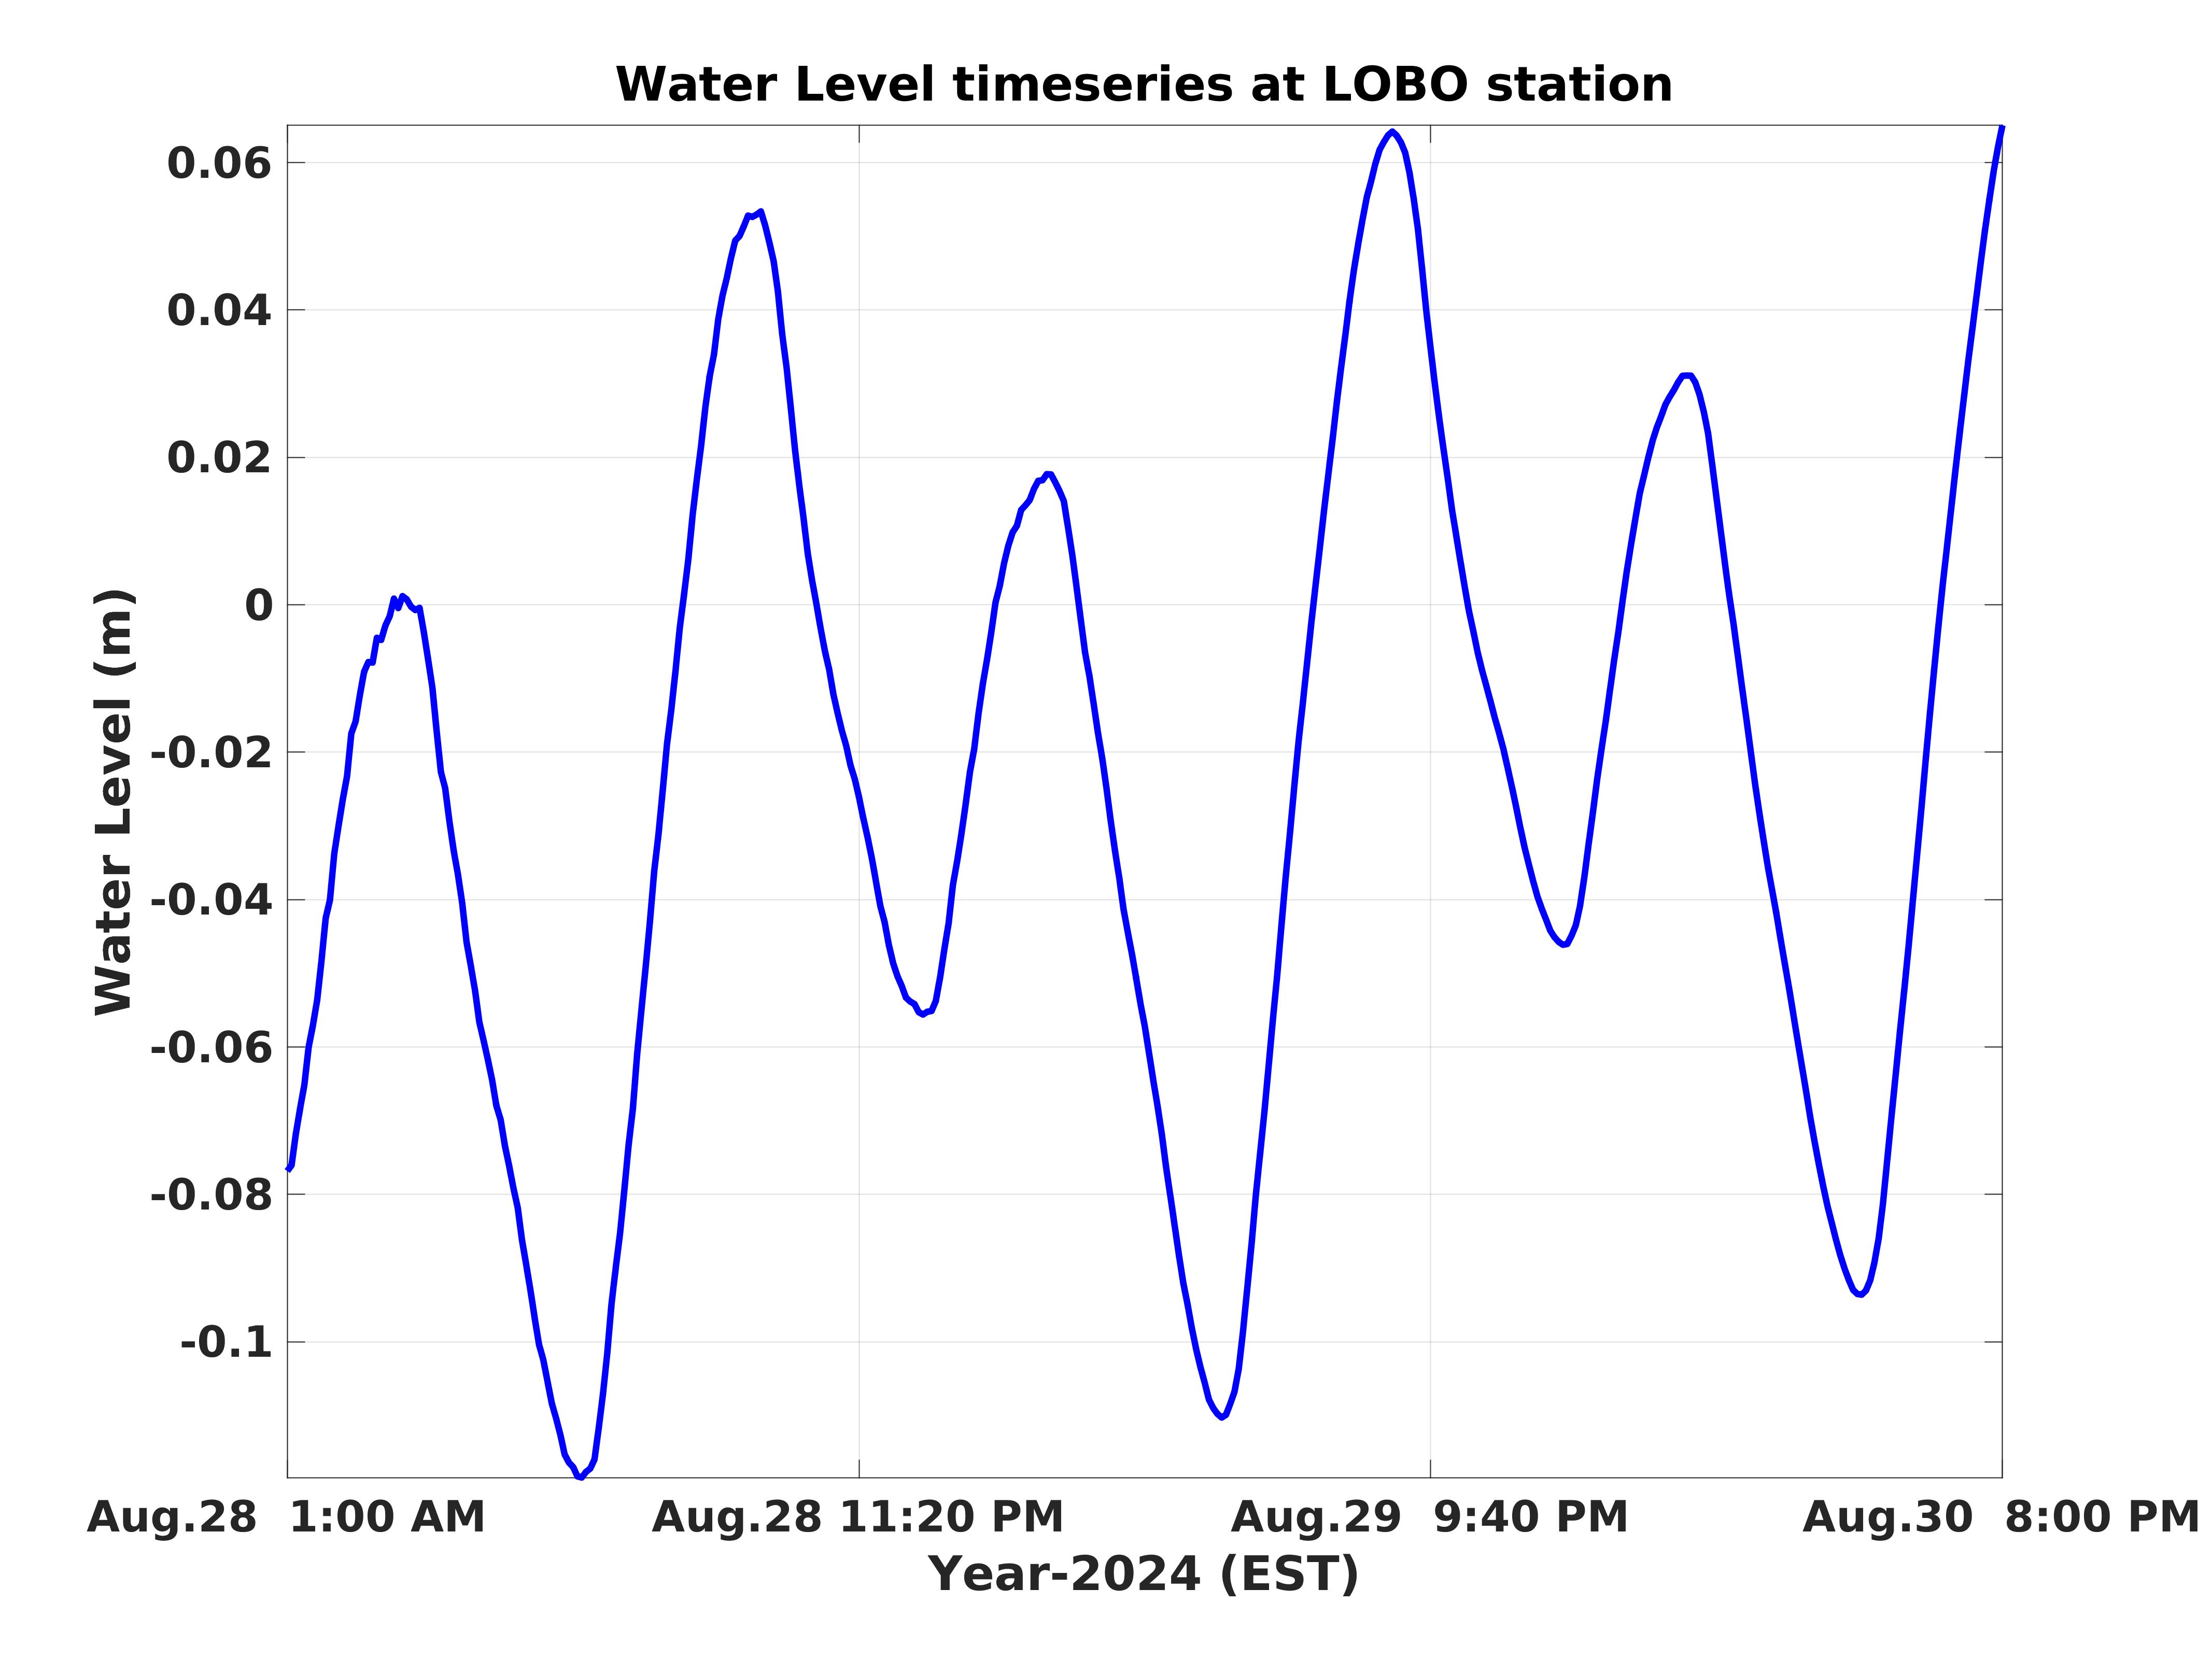 Water Level timeseries at LOBO station
Water Level (m)
0.06
0.04
0.02
0
-0.02
-0.04
-0.06
-0.08
-0.1
Aug.28  1:00 AM Aug.28 11:20 PM Aug.29  9:40 PM Aug.30  8:00 PM
Year-2024 (EST)